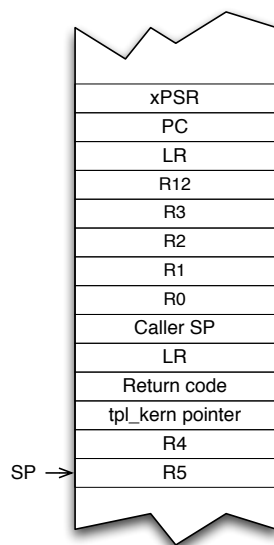 xPSR
PC
LR
R12
R3
R2
R1
R0
Caller SP
LR
Return code
tpl_kern pointer
R4
SP
R5